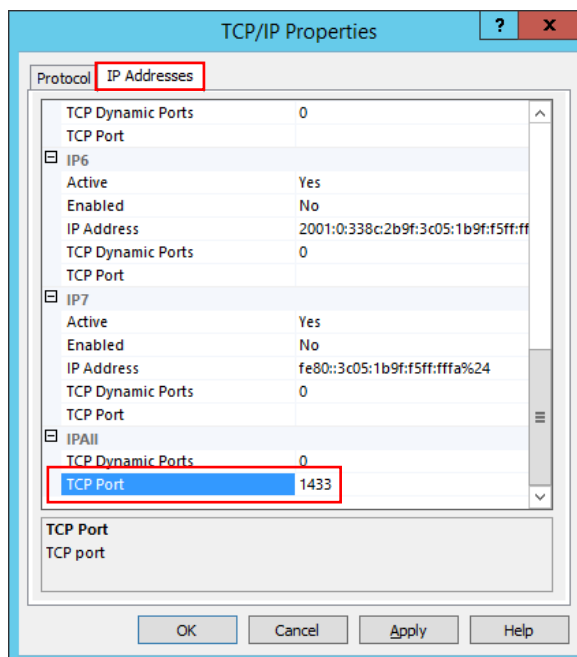 TCP/IP Properties
? x
Protocol IP Addresses
TCP Dynamic Ports 0
TCP Port
IP6
Active Yes
Enabled No
IP Address 2001:0:338c:2b9f:3c05:1b9f:f5ff:ff
TCP Dynamic Ports 0
TCP Port
IP7
Active Yes
Enabled No
IP Address fe80::3c05:1b9f:f5ff:fffa%24
TCP Dynamic Ports 0
TCP Port
IPAll
TCP Dynamic Ports 0
TCP Port 1433
TCP Port
TCP port
OK Cancel Apply Help